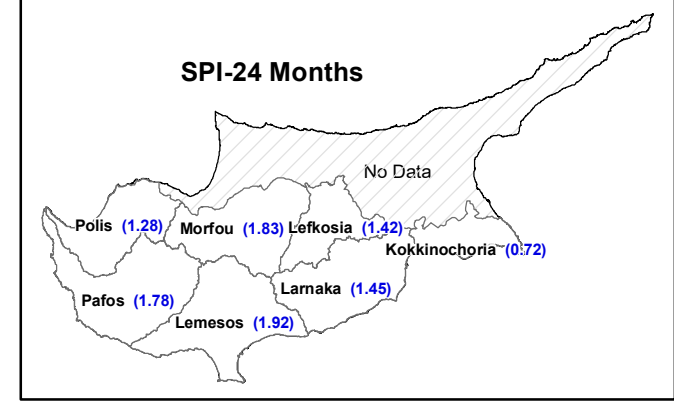 SPI-24 Months
No Data
Polis (1.28)
Morfou (1.83)
Lefkosia (1.42)
Kokkinochoria (0.72)
Pafos (1.78)
Larnaka (1.45)
Lemesos (1.92)